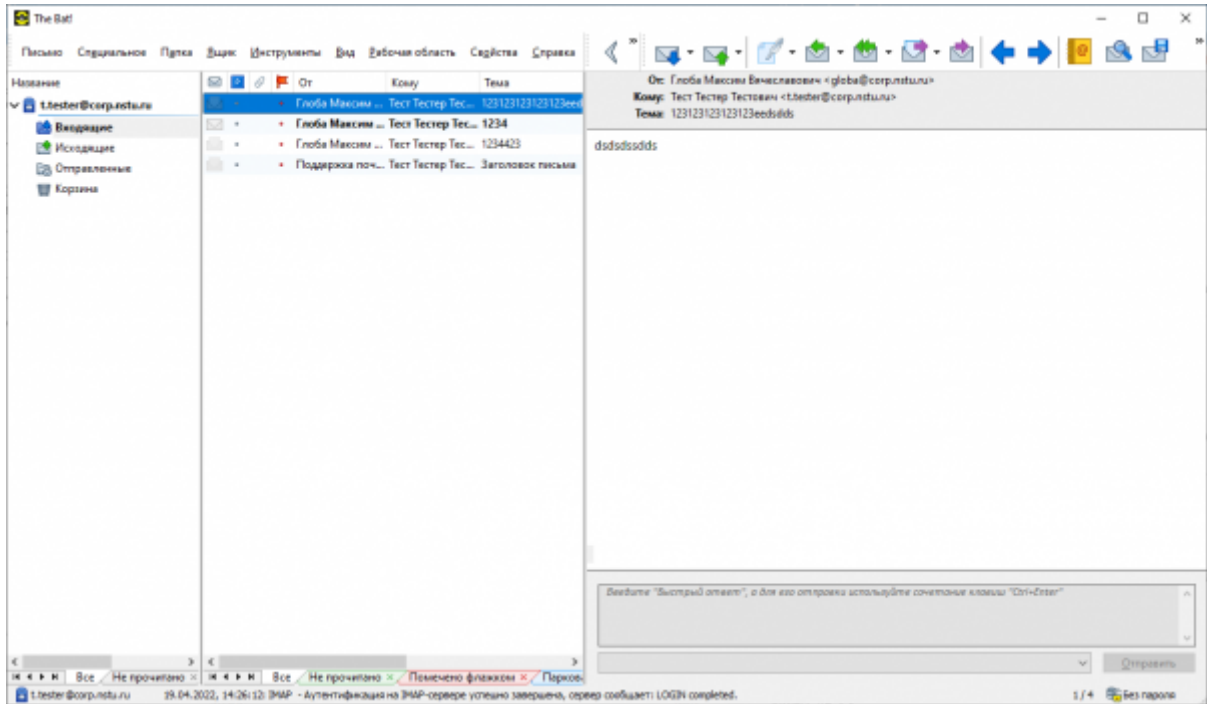 The Bat!
Письмо Специальное Папка Ящик Инструменты Вид Рабочая область Свойства Справка
Название
t.tester@corp.nstu.ru
Входящие
Исходящие
Отправленные
Корзина
От Кому Тема
Глоба Максим ... Тест Тестер Тес... 123123123123123eed
Глоба Максим ... Тест Тестер Тес... 1234
Глоба Максим ... Тест Тестер Тес... 1234423
Поддержка поч... Тест Тестер Тес... Заголовок письма
От: Глоба Максим Вячеславович <globa@corp.nstu.ru>
Кому: Тест Тестер Тестович <t.tester@corp.nstu.ru>
Тема: 123123123123123eedsdds
dsdsdssdds
Введите "Быстрый ответ", а для его отправки используйте сочетание клавиш "Ctrl+Enter"
Отправить
Все Не прочитано
Все Не прочитано Помечено флажком Парков
t.tester@corp.nstu.ru 19.04.2022, 14:26:12: IMAP - Аутентификация на IMAP-сервере успешно завершена, сервер сообщает: LOGIN completed. 1/4 Без пароля